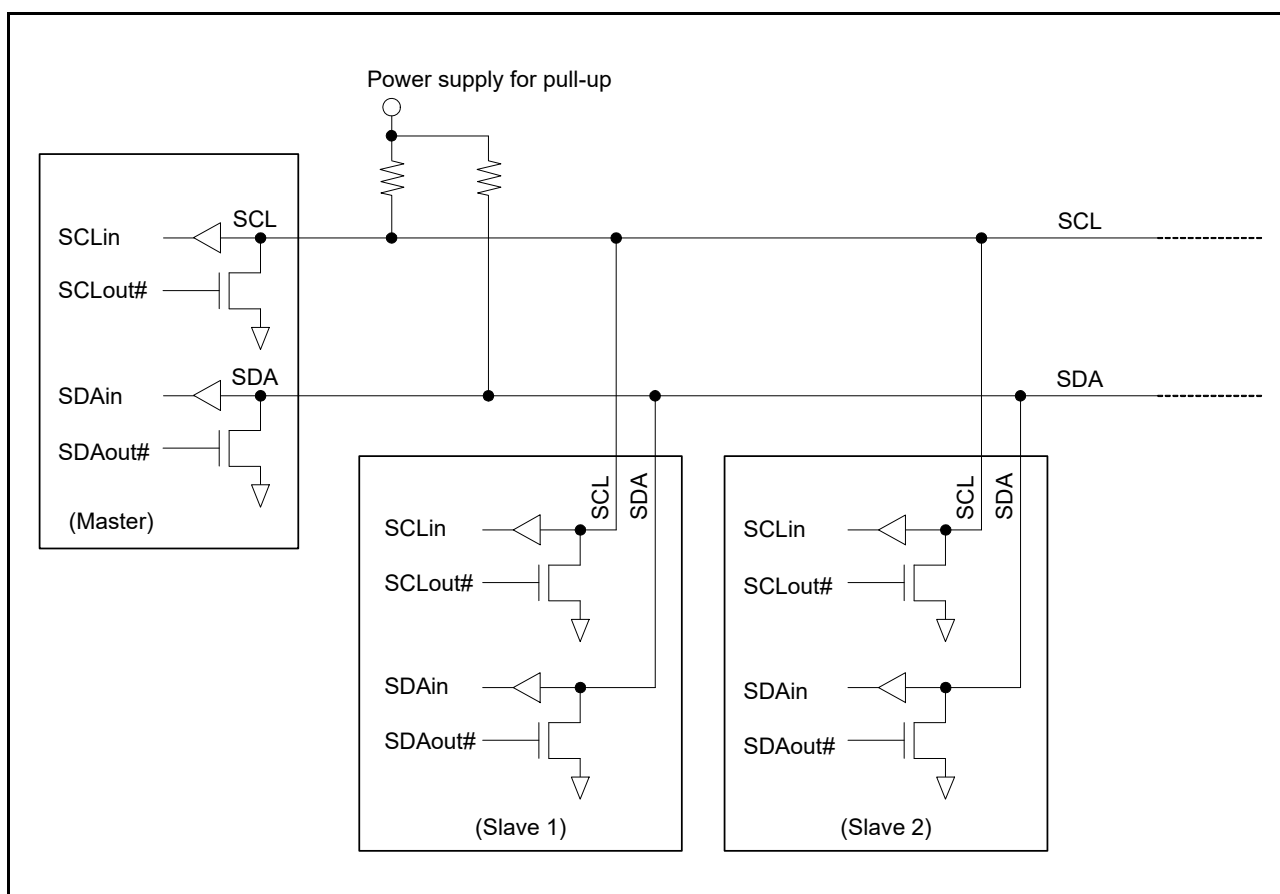 Power supply for pull-up
SCL
SCLin
SCLout#
SCL
SDA
SDAin
SDAout#
SDA
(Master)
SCL
SDA
SCLin
SCLout#
SDAin
SDAout#
(Slave 1)
SCL
SDA
SCLin
SCLout#
SDAin
SDAout#
(Slave 2)